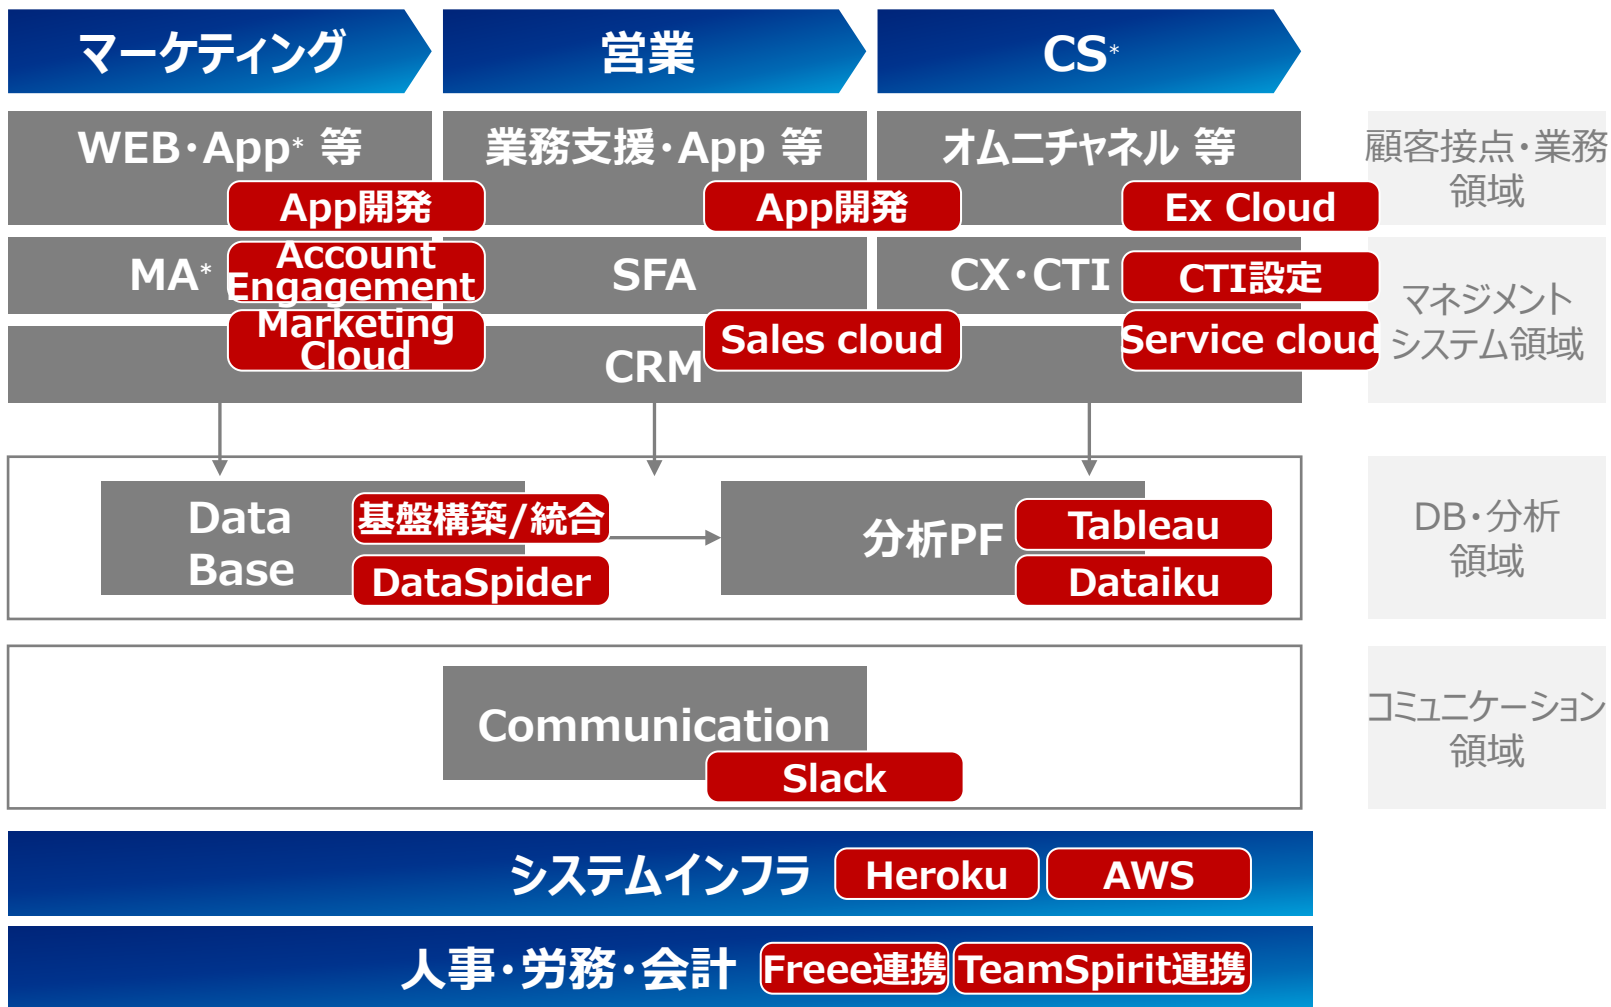 マーケティング
営業
CS*
WEB・App* 等
業務支援・App 等
オムニチャネル 等
顧客接点・業務
領域
App開発
App開発
Ex Cloud
MA*
Account
Engagement
SFA
CX・CTI
CTI設定
マネジメント
システム領域
Marketing
Cloud
CRM
Sales cloud
Service cloud
Data
Base
基盤構築/統合
DataSpider
分析PF
Tableau
Dataiku
DB・分析
領域
Communication
Slack
コミュニケーション
領域
システムインフラ
Heroku
AWS
人事・労務・会計
Freee連携
TeamSpirit連携